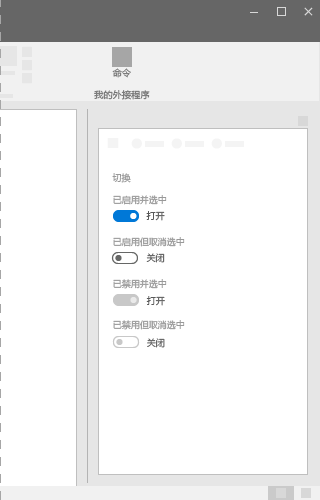 命令
我的外接程序
切换
已启用并选中
打开
已启用但取消选中
关闭
已禁用并选中
打开
已禁用但取消选中
关闭